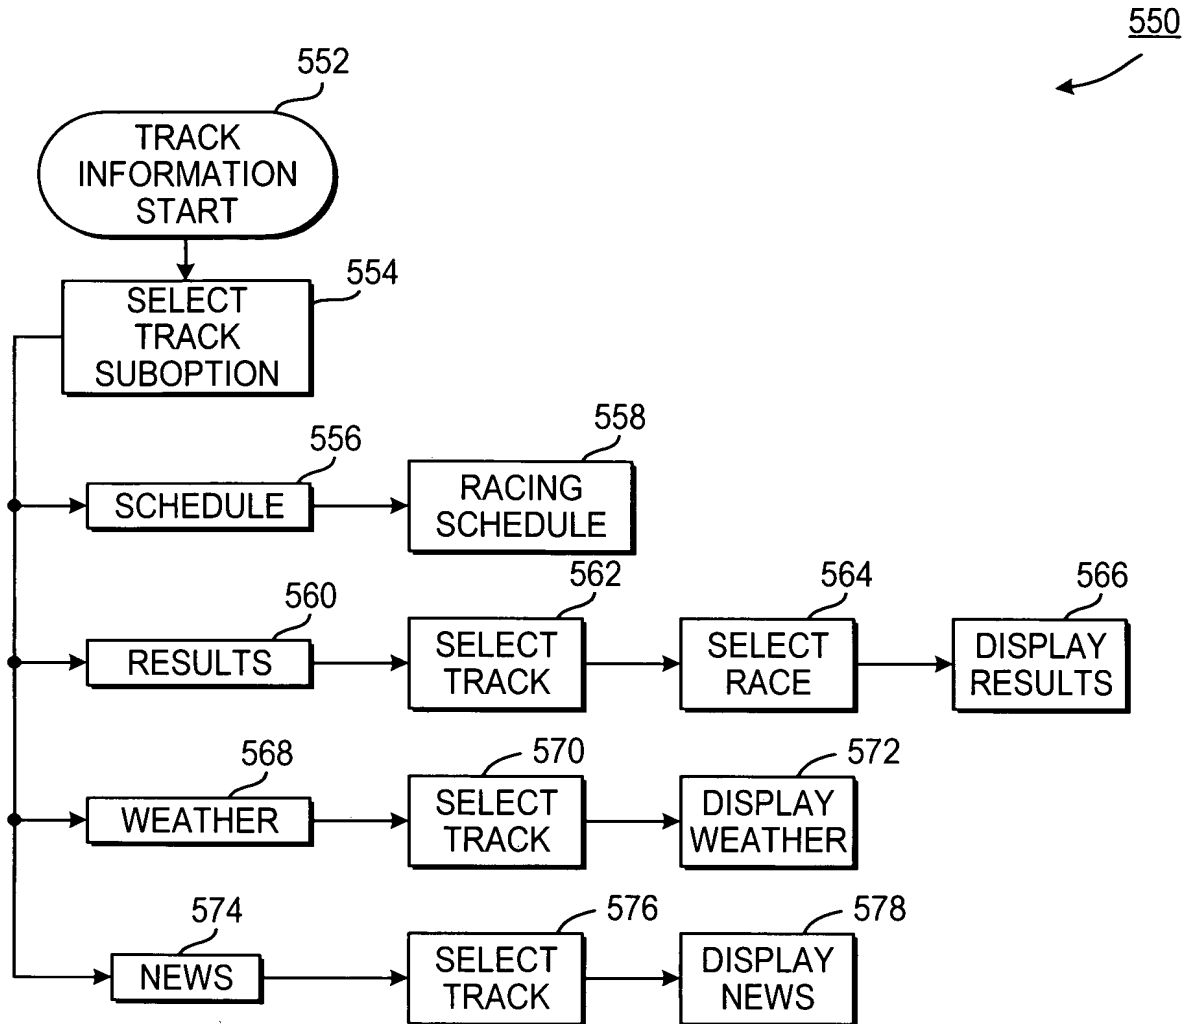 550
552
TRACK
INFORMATION
START
554
SELECT
TRACK
SUBOPTION
556
SCHEDULE
558
RACING
SCHEDULE
560
RESULTS
562
SELECT
TRACK
564
SELECT
RACE
566
DISPLAY
RESULTS
568
WEATHER
570
SELECT
TRACK
572
DISPLAY
WEATHER
574
NEWS
576
SELECT
TRACK
578
DISPLAY
NEWS